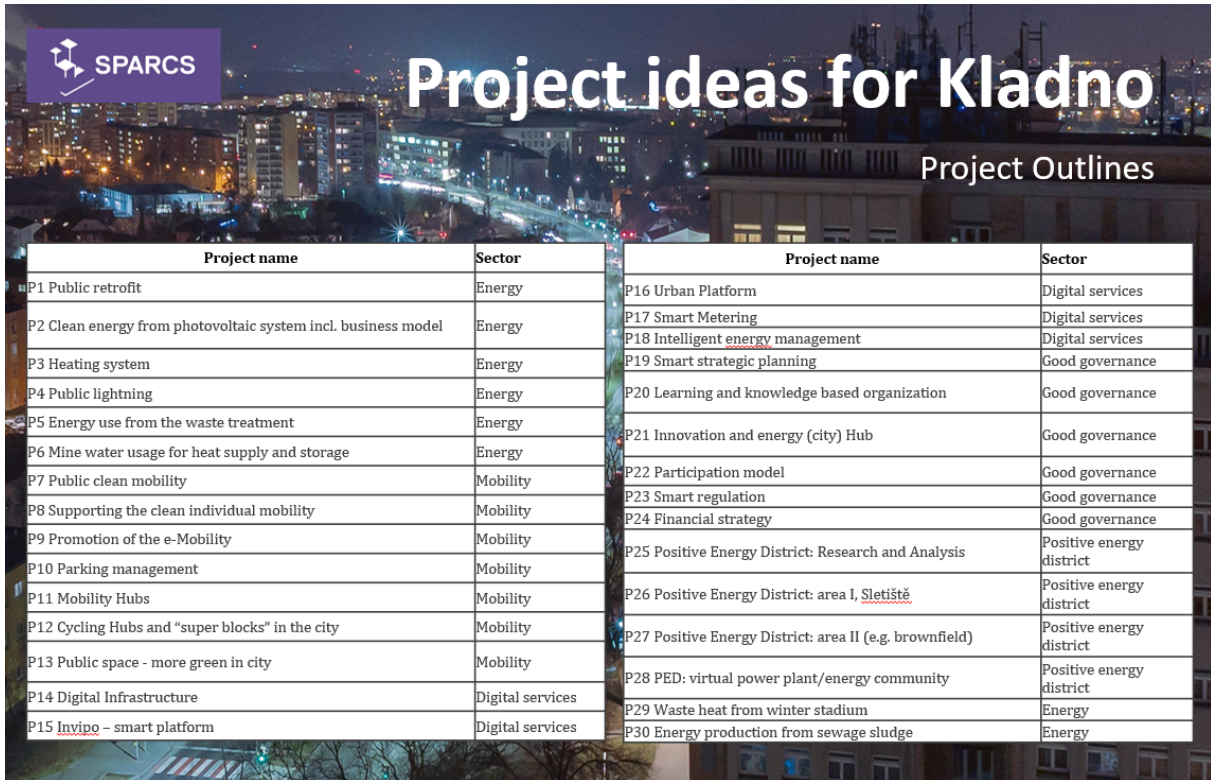 SPARCS
Project ideas for Kladno
Project Outlines
Project name Sector
P1 Public retrofit Energy
P2 Clean energy from photovoltaic system incl. business model Energy
P3 Heating system Energy
P4 Public lightning Energy
P5 Energy use from the waste treatment Energy
P6 Mine water usage for heat supply and storage Energy
P7 Public clean mobility Mobility
P8 Supporting the clean individual mobility Mobility
P9 Promotion of the e-Mobility Mobility
P10 Parking management Mobility
P11 Mobility Hubs Mobility
P12 Cycling Hubs and “super blocks” in the city Mobility
P13 Public space - more green in city Mobility
P14 Digital Infrastructure Digital services
P15 Invipo – smart platform Digital services
Project name Sector
P16 Urban Platform Digital services
P17 Smart Metering Digital services
P18 Intelligent energy management Digital services
P19 Smart strategic planning Good governance
P20 Learning and knowledge based organization Good governance
P21 Innovation and energy (city) Hub Good governance
P22 Participation model Good governance
P23 Smart regulation Good governance
P24 Financial strategy Good governance
P25 Positive Energy District: Research and Analysis Positive energy
district
P26 Positive Energy District: area I, Sletiště Positive energy
district
P27 Positive Energy District: area II (e.g. brownfield) Positive energy
district
P28 PED: virtual power plant/energy community Positive energy
district
P29 Waste heat from winter stadium Energy
P30 Energy production from sewage sludge Energy